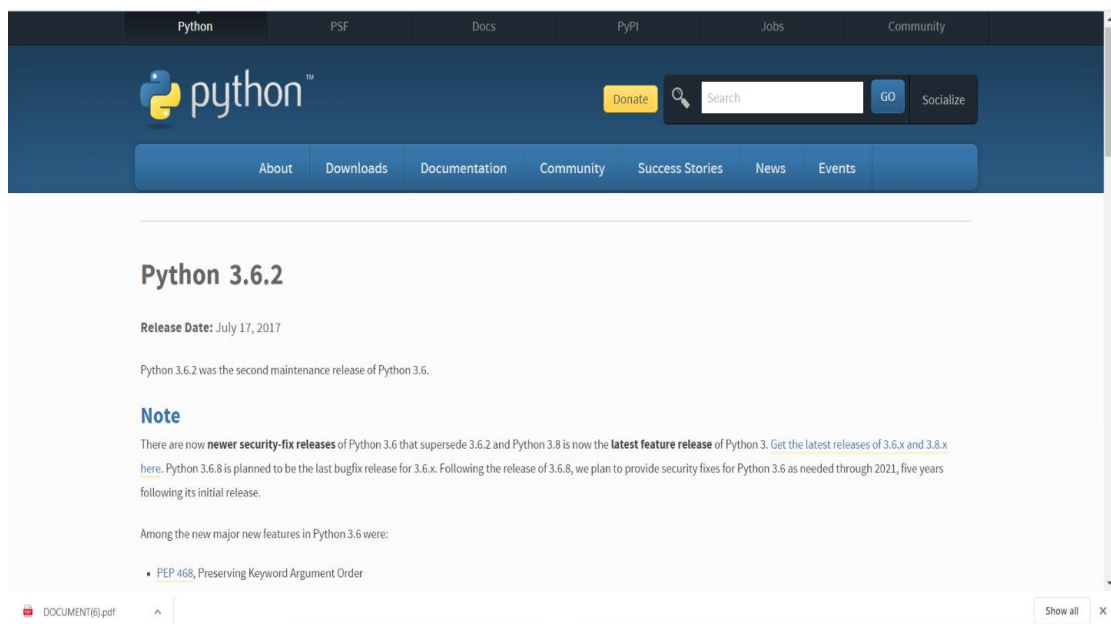 Python PSF Docs PyPI Jobs Community
python™ Donate Search GO Socialize
About Downloads Documentation Community Success Stories News Events
Python 3.6.2
Release Date: July 17, 2017
Python 3.6.2 was the second maintenance release of Python 3.6.
Note
There are now newer security-fix releases of Python 3.6 that supersede 3.6.2 and Python 3.8 is now the latest feature release of Python 3. Get the latest releases of 3.6.x and 3.8.x
here. Python 3.6.8 is planned to be the last bugfix release for 3.6.x. Following the release of 3.6.8, we plan to provide security fixes for Python 3.6 as needed through 2021, five years
following its initial release.
Among the new major new features in Python 3.6 were:
▪ PEP 468, Preserving Keyword Argument Order
DOCUMENT(6).pdf Show all